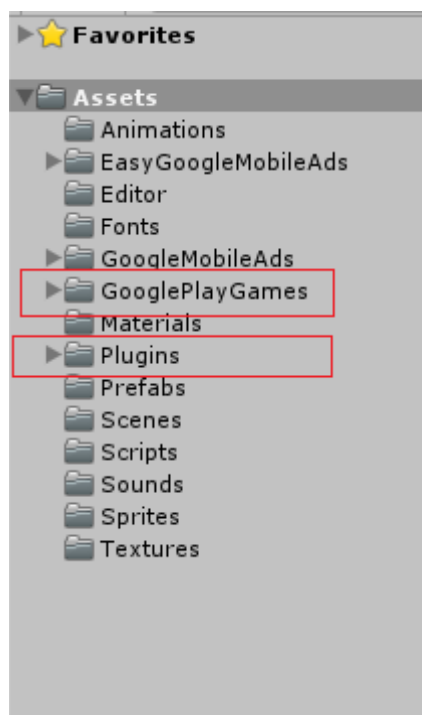 Favorites
Assets
Animations
EasyGoogleMobileAds
Editor
Fonts
GoogleMobileAds
GooglePlayGames
Materials
Plugins
Prefabs
Scenes
Scripts
Sounds
Sprites
Textures